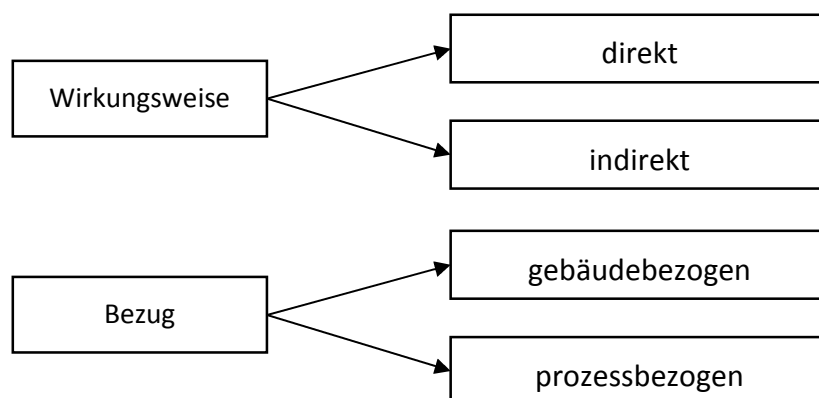 direkt
Wirkungsweise
indirekt
gebäudebezogen
Bezug
prozessbezogen